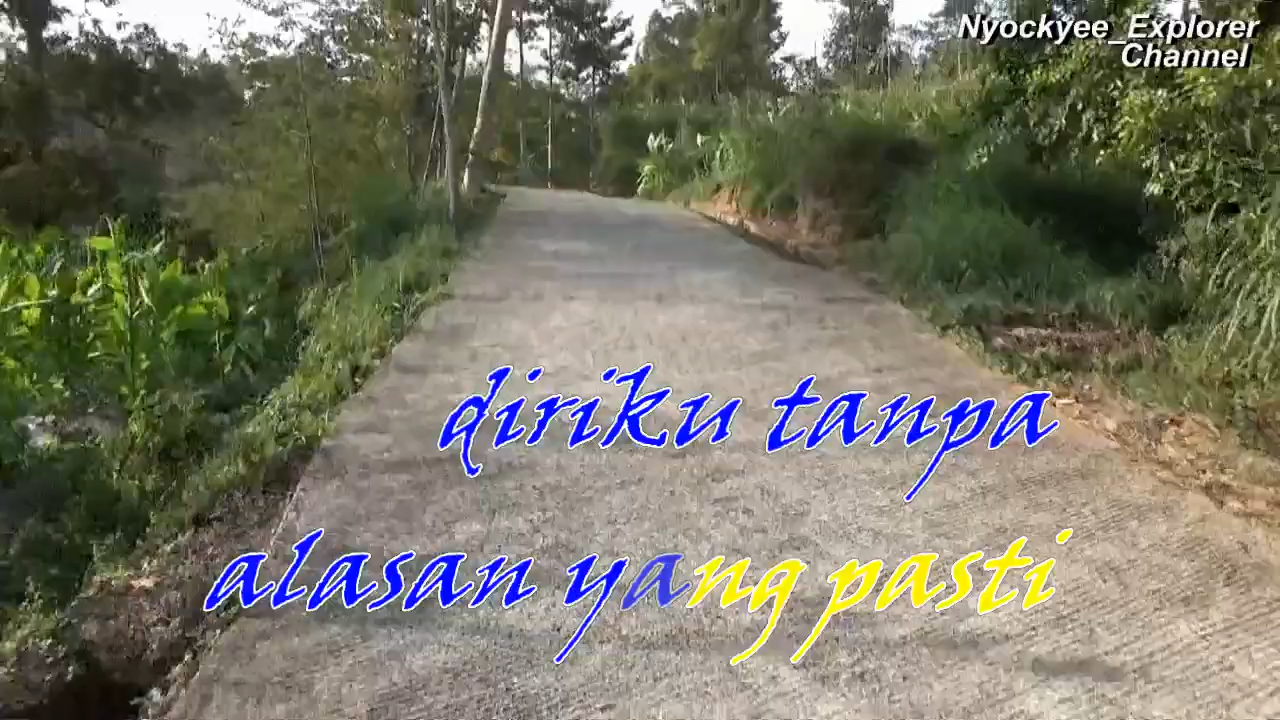 Nyockyee_Explorer
Channel
diriku tanpa
alasan yang pasti